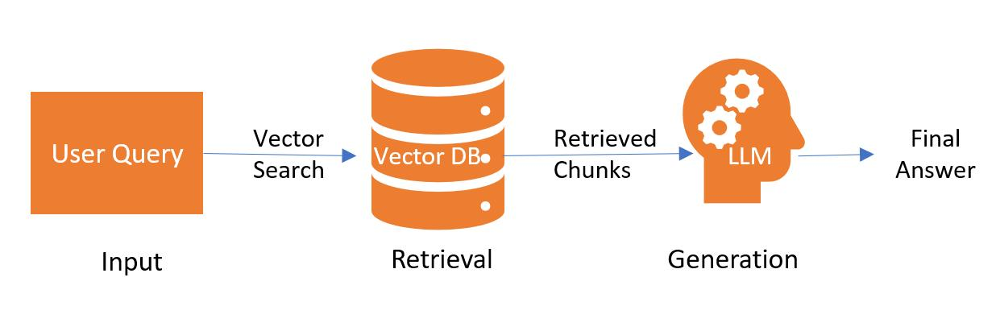 User Query
Vector
Search
Vector DB
Retrieved
Chunks
LLM
Final
Answer
Input
Retrieval
Generation